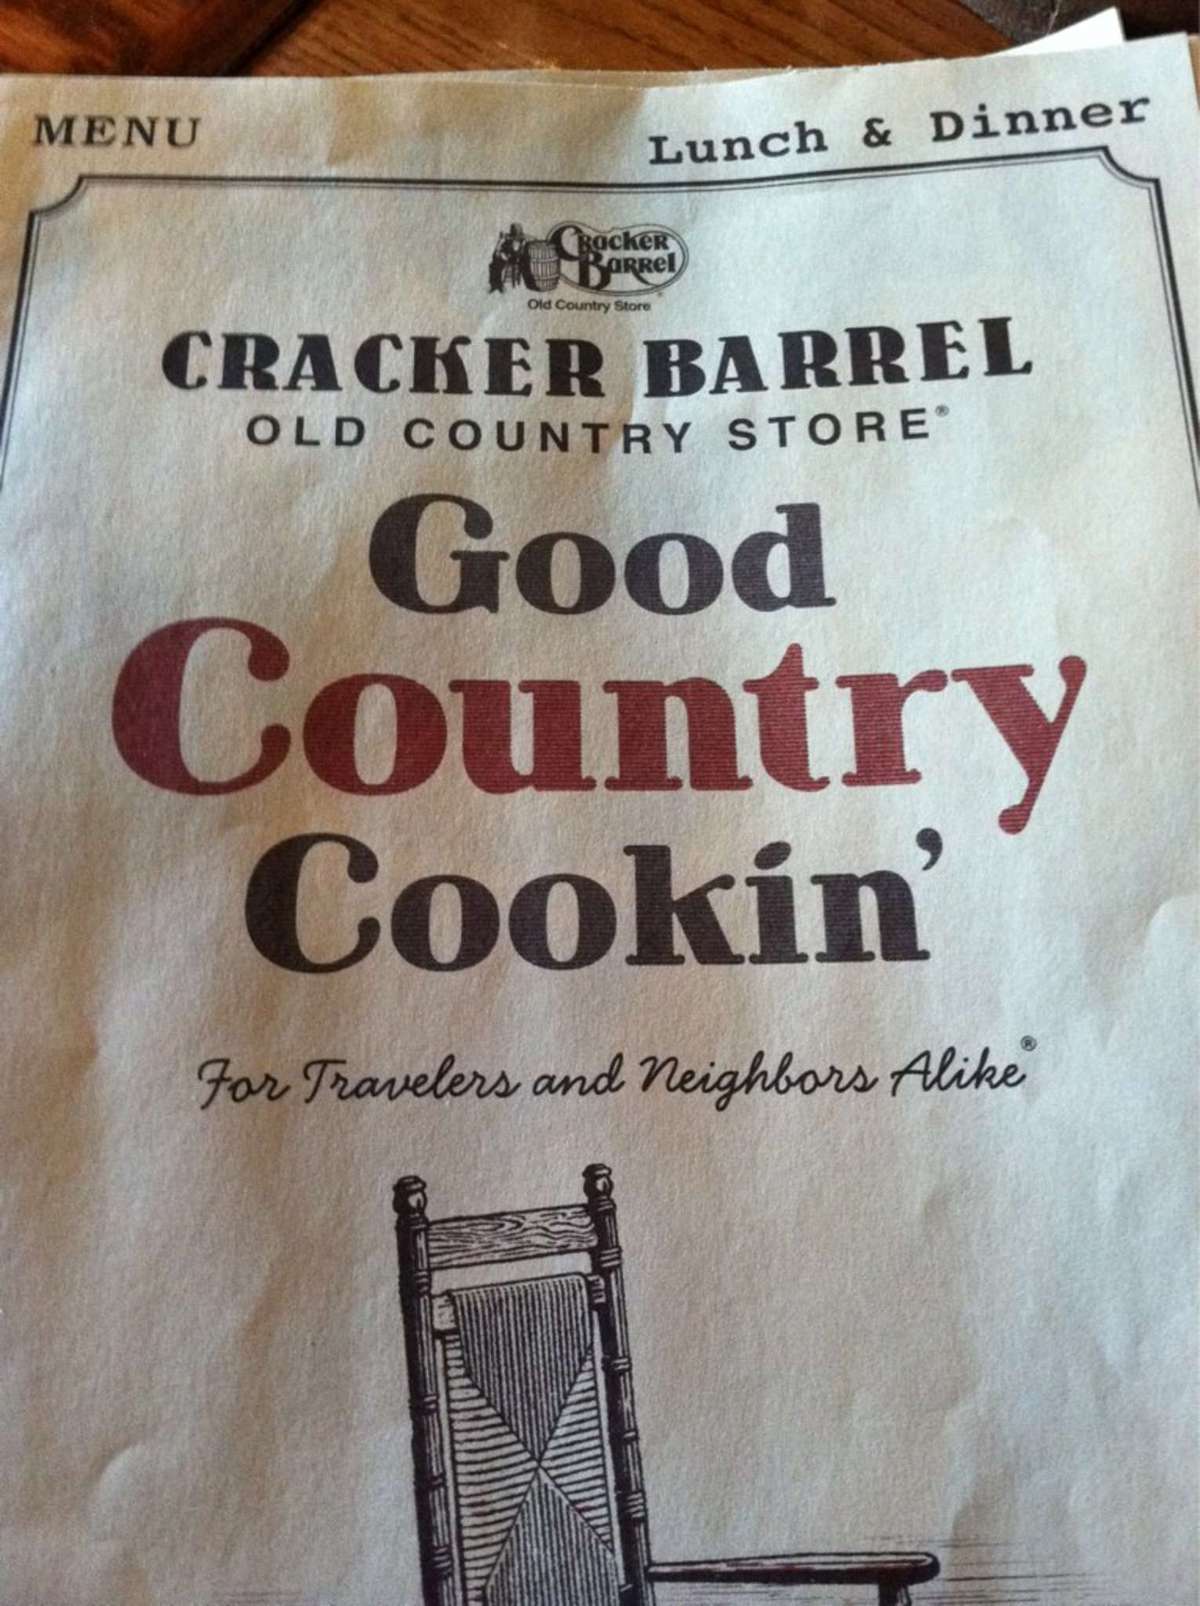 MENU
Lunch & Dinner
Cracker
Barrel
Old Country Store
CRACKER BARREL
OLD COUNTRY STORE®
Good
Country
Cookin'
For Travelers and Neighbors Alike®